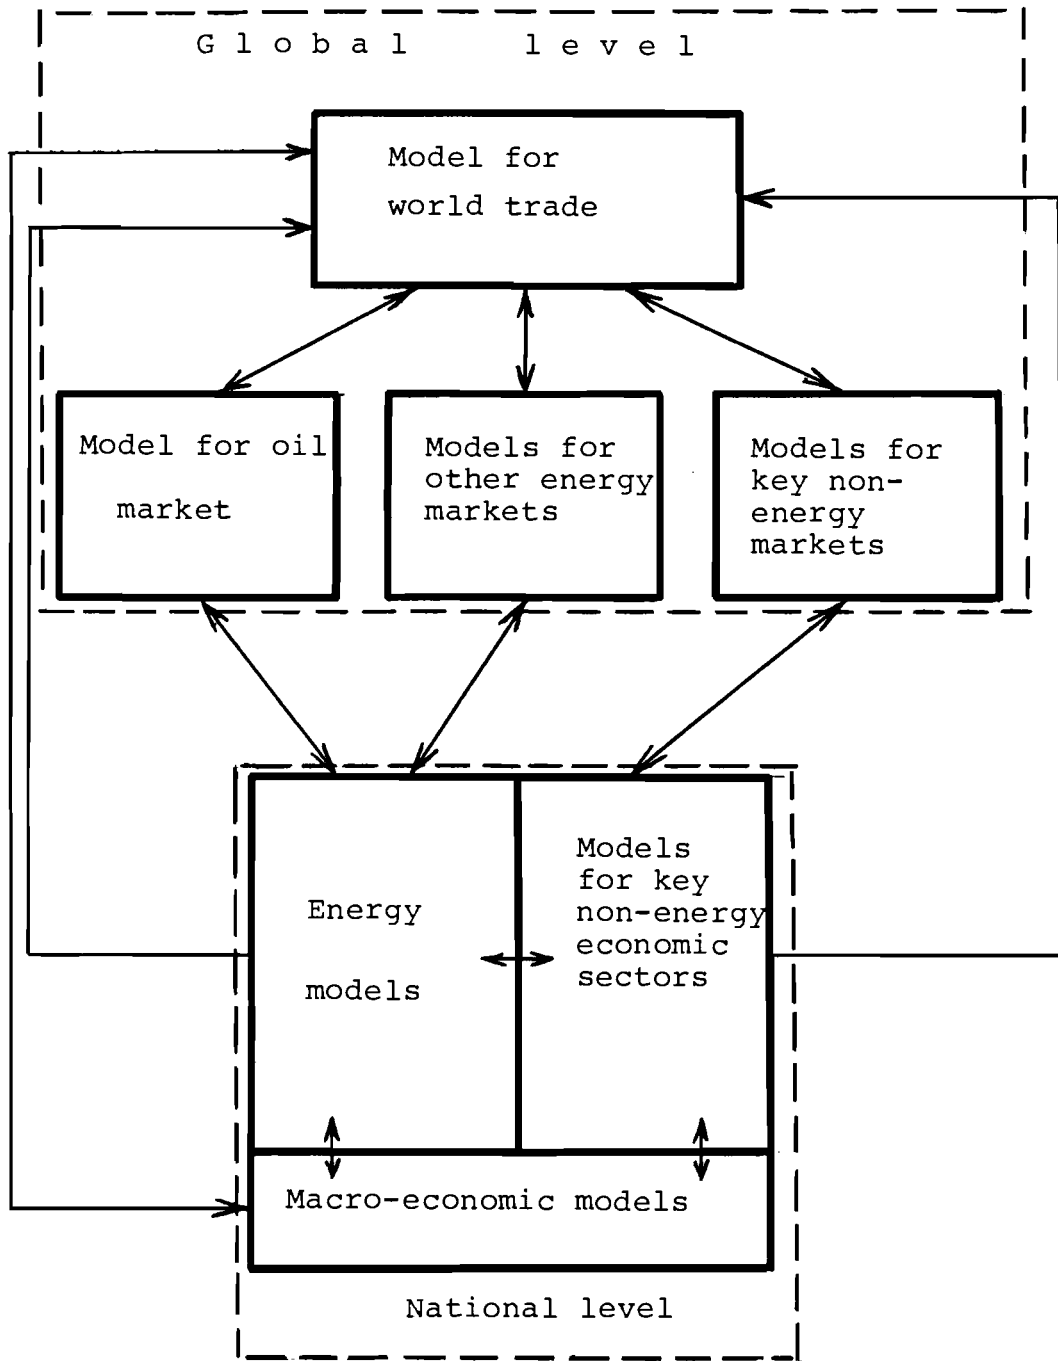 Global level
Model for
world trade
Model for oil
market
Models for
other energy
markets
Models for
key non-
energy
markets
Energy
models
Models
for key
non-energy
economic
sectors
Macro-economic models
National level